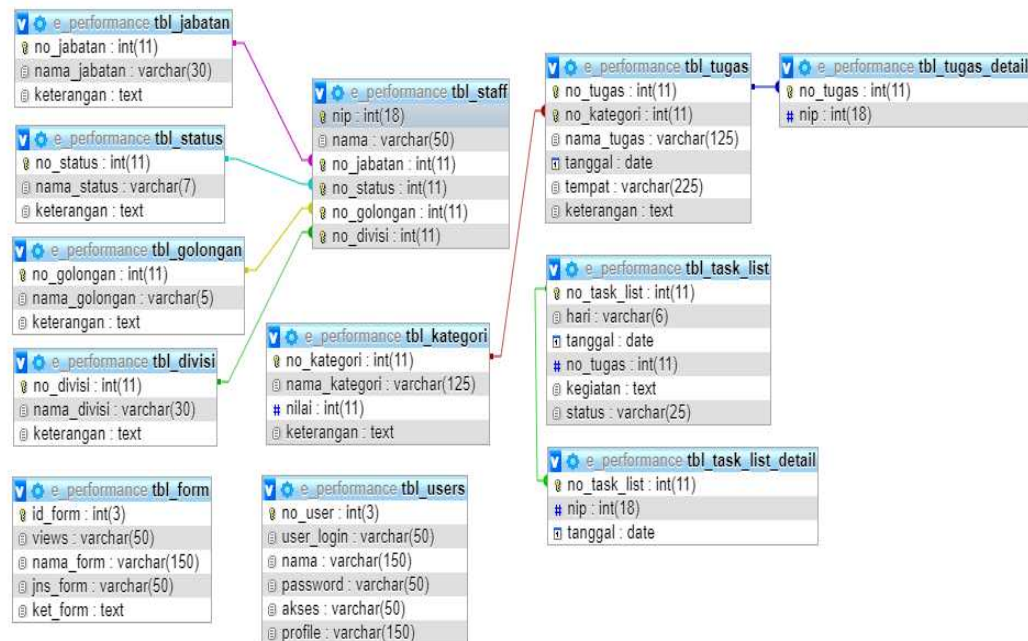 e_performance tbl_jabatan
no_jabatan : int(11)
nama_jabatan : varchar(30)
keterangan : text
e_performance tbl_status
no_status : int(11)
nama_status : varchar(7)
keterangan : text
e_performance tbl_golongan
no_golongan : int(11)
nama_golongan : varchar(5)
keterangan : text
e_performance tbl_divisi
no_divisi : int(11)
nama_divisi : varchar(30)
keterangan : text
e_performance tbl_form
id_form : int(3)
views : varchar(50)
nama_form : varchar(150)
jns_form : varchar(50)
ket_form : text
e_performance tbl_staff
nip : int(18)
nama : varchar(50)
no_jabatan : int(11)
no_status : int(11)
no_golongan : int(11)
no_divisi : int(11)
e_performance tbl_kategori
no_kategori : int(11)
nama_kategori : varchar(125)
# nilai : int(11)
keterangan : text
e_performance tbl_users
no_user : int(3)
user_login : varchar(50)
nama : varchar(150)
password : varchar(50)
akses : varchar(50)
profile : varchar(150)
e_performance tbl_tugas
no_tugas : int(11)
no_kategori : int(11)
nama_tugas : varchar(125)
tanggal : date
tempat : varchar(225)
keterangan : text
e_performance tbl_tugas_detail
no_tugas : int(11)
# nip : int(18)
e_performance tbl_task_list
no_task_list : int(11)
hari : varchar(6)
tanggal : date
# no_tugas : int(11)
kegiatan : text
status : varchar(25)
e_performance tbl_task_list_detail
no_task_list : int(11)
# nip : int(18)
tanggal : date